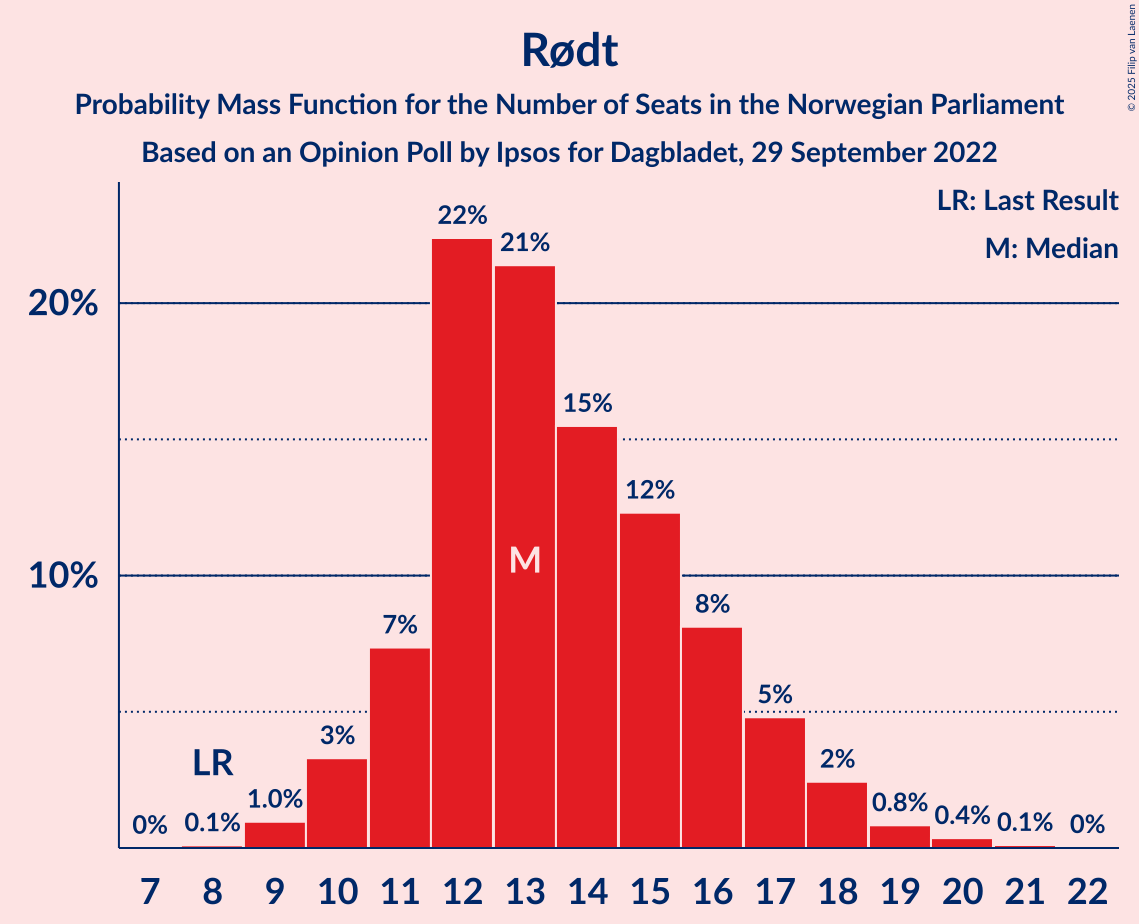 Rødt
Probability Mass Function for the Number of Seats in the Norwegian Parliament
Based on an Opinion Poll by Ipsos for Dagbladet, 29 September 2022
© 2025 Filip van Laenen
LR: Last Result
M: Median
22%
21%
20%
15%
12%
M
10%
8%
7%
5%
3%
2%
LR
1.0%
0.8%
0.4%
0% 0.1% 0.1% 0%
7 8 9 10 11 12 13 14 15 16 17 18 19 20 21 22